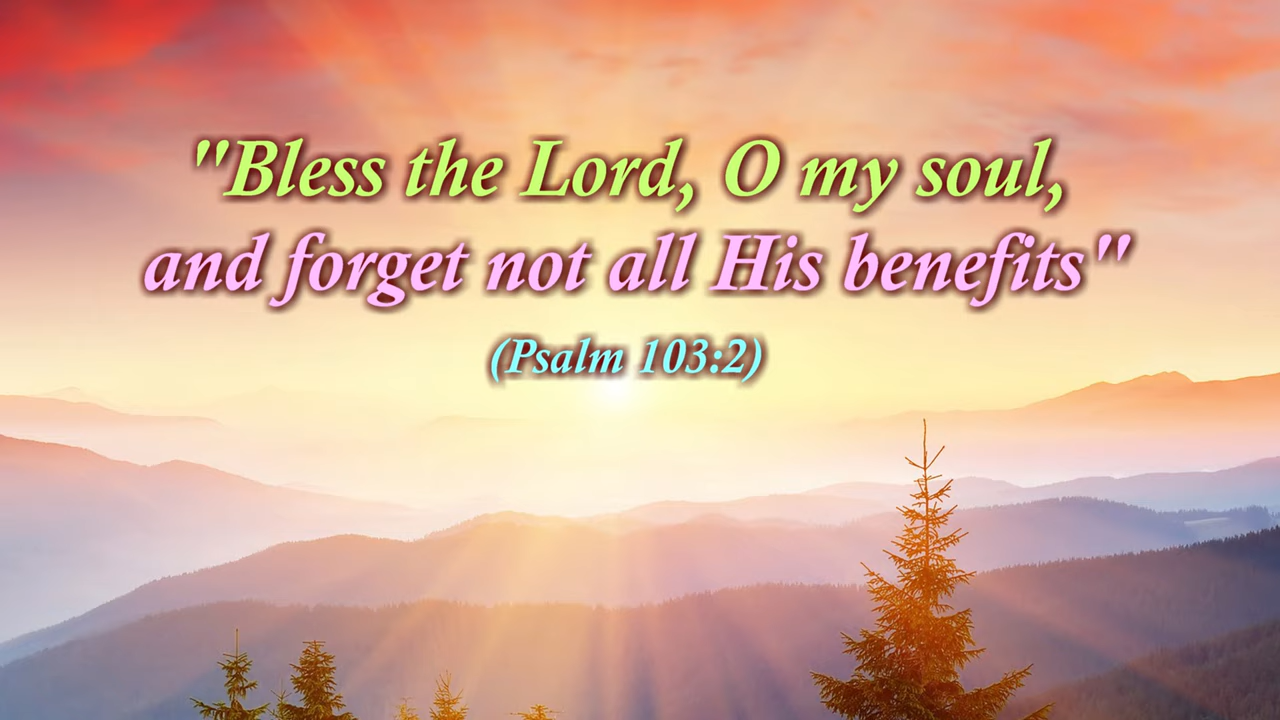 "Bless the Lord, O my soul,
and forget not all His benefits"
(Psalm 103:2)